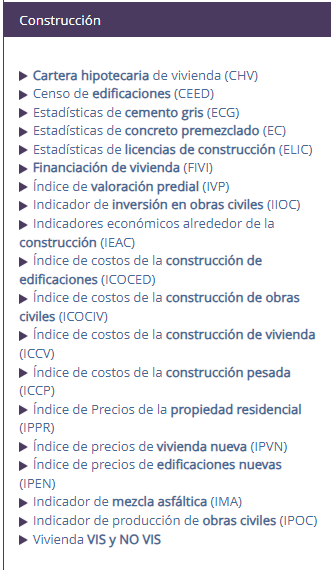 Construcción
Cartera hipotecaria de vivienda (CHV)
Censo de edificaciones (CEED)
Estadísticas de cemento gris (ECG)
Estadísticas de concreto premezclado (EC)
Estadísticas de licencias de construcción (ELIC)
Financiación de vivienda (FIVI)
Índice de valoración predial (IVP)
Indicador de inversión en obras civiles (IIOC)
Indicadores económicos alrededor de la
construcción (IEAC)
Índice de costos de la construcción de
edificaciones (ICOCED)
Índice de costos de la construcción de obras
civiles (ICOCIV)
Índice de costos de la construcción de vivienda
(ICCV)
Índice de costos de la construcción pesada
(ICCP)
Índice de Precios de la propiedad residencial
(IPPR)
Índice de precios de vivienda nueva (IPVN)
Índice de precios de edificaciones nuevas
(IPEN)
Indicador de mezcla asfáltica (IMA)
Indicador de producción de obras civiles (IPOC)
Vivienda VIS y NO VIS